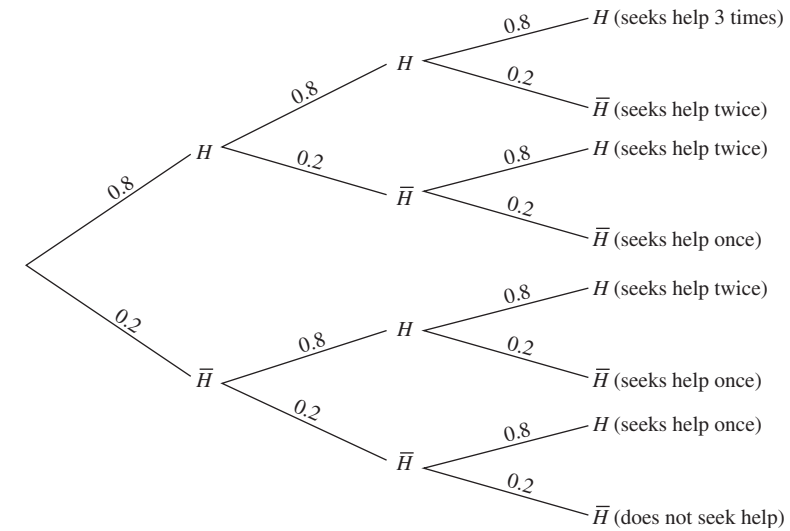 0.8 H (seeks help 3 times)
H
0.8 0.2
H̅ (seeks help twice)
H
0.8 0.2 0.8 H (seeks help twice)
H̅
0.2
H̅ (seeks help once)
0.2 0.8 H (seeks help twice)
H
0.8 0.2
H̅
H̅ (seeks help once)
0.2 0.8 H (seeks help once)
H̅
0.2
H̅ (does not seek help)